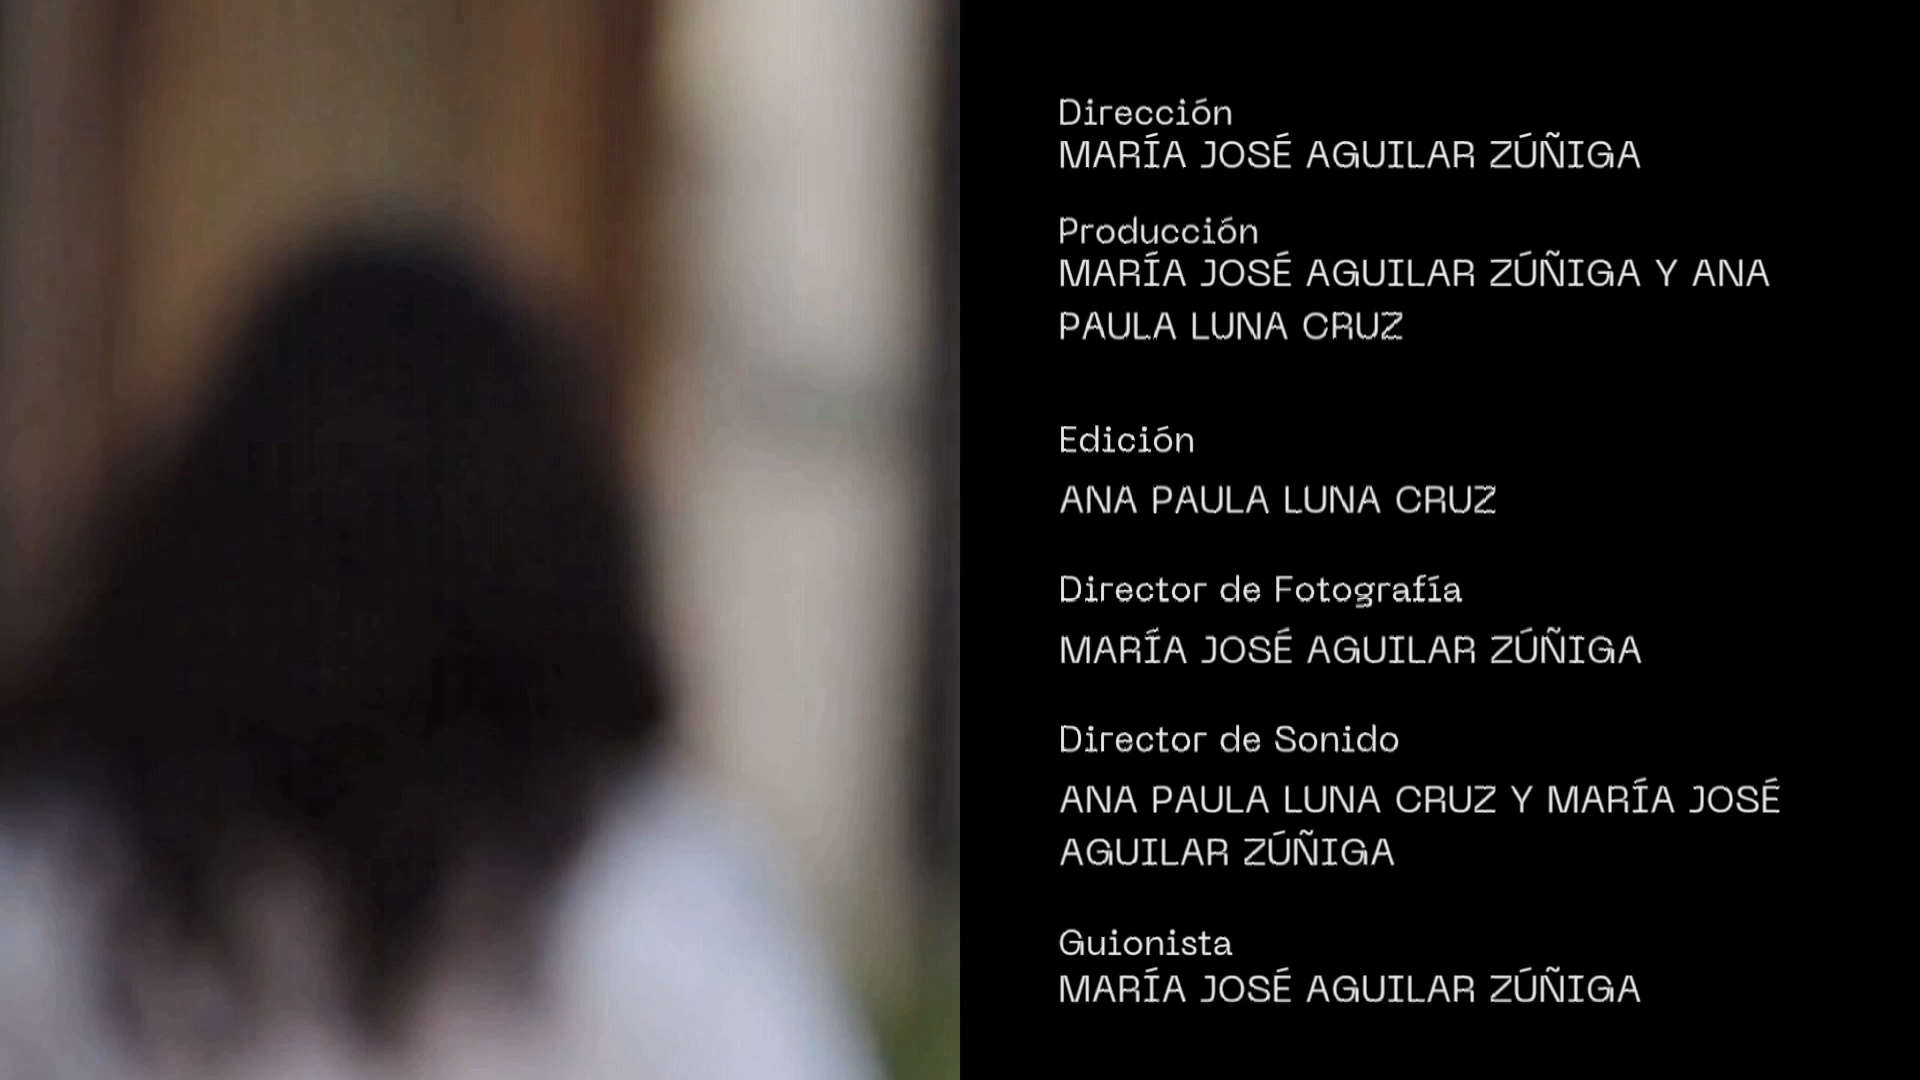 Dirección
MARÍA JOSÉ AGUILAR ZÚÑIGA
Producción
MARÍA JOSÉ AGUILAR ZÚÑIGA Y ANA
PAULA LUNA CRUZ
Edición
ANA PAULA LUNA CRUZ
Director de Fotografía
MARÍA JOSÉ AGUILAR ZÚÑIGA
Director de Sonido
ANA PAULA LUNA CRUZ Y MARÍA JOSÉ
AGUILAR ZÚÑIGA
Guionista
MARÍA JOSÉ AGUILAR ZÚÑIGA